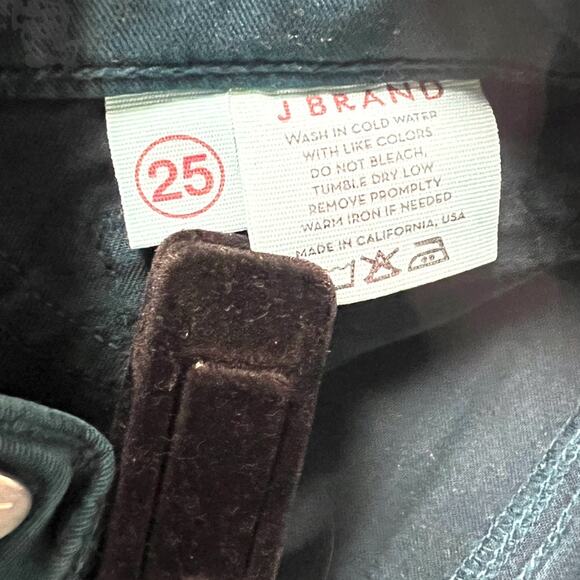 25
J BRAND
WASH IN COLD WATER
WITH LIKE COLORS
DO NOT BLEACH,
TUMBLE DRY LOW
REMOVE PROMPTLY
WARM IRON IF NEEDED
MADE IN CALIFORNIA, USA